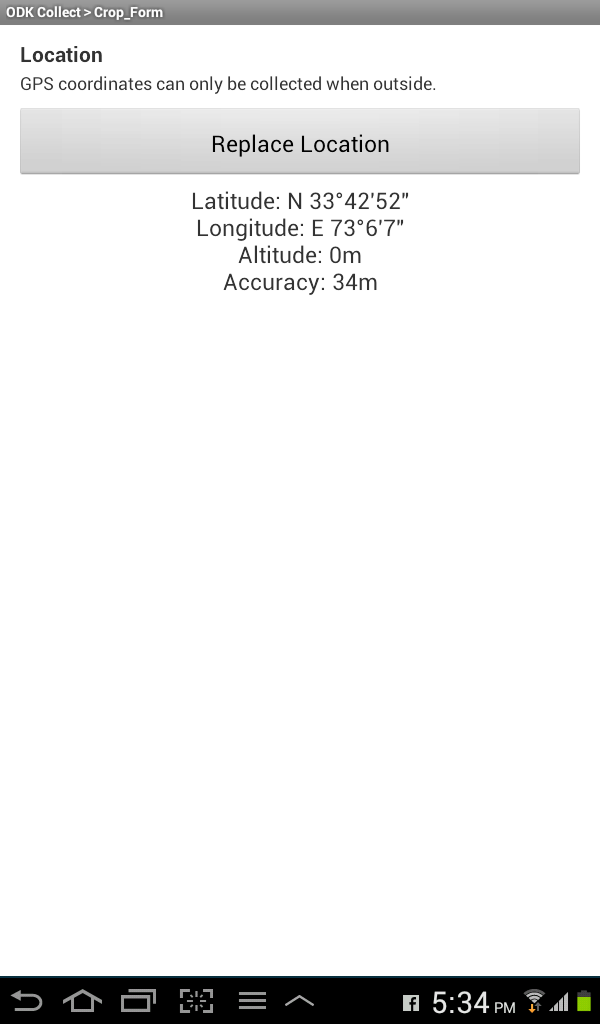 ODK Collect > Crop_Form
Location
GPS coordinates can only be collected when outside.
Replace Location
Latitude: N 33°42'52"
Longitude: E 73°6'7"
Altitude: 0m
Accuracy: 34m
5:34 PM